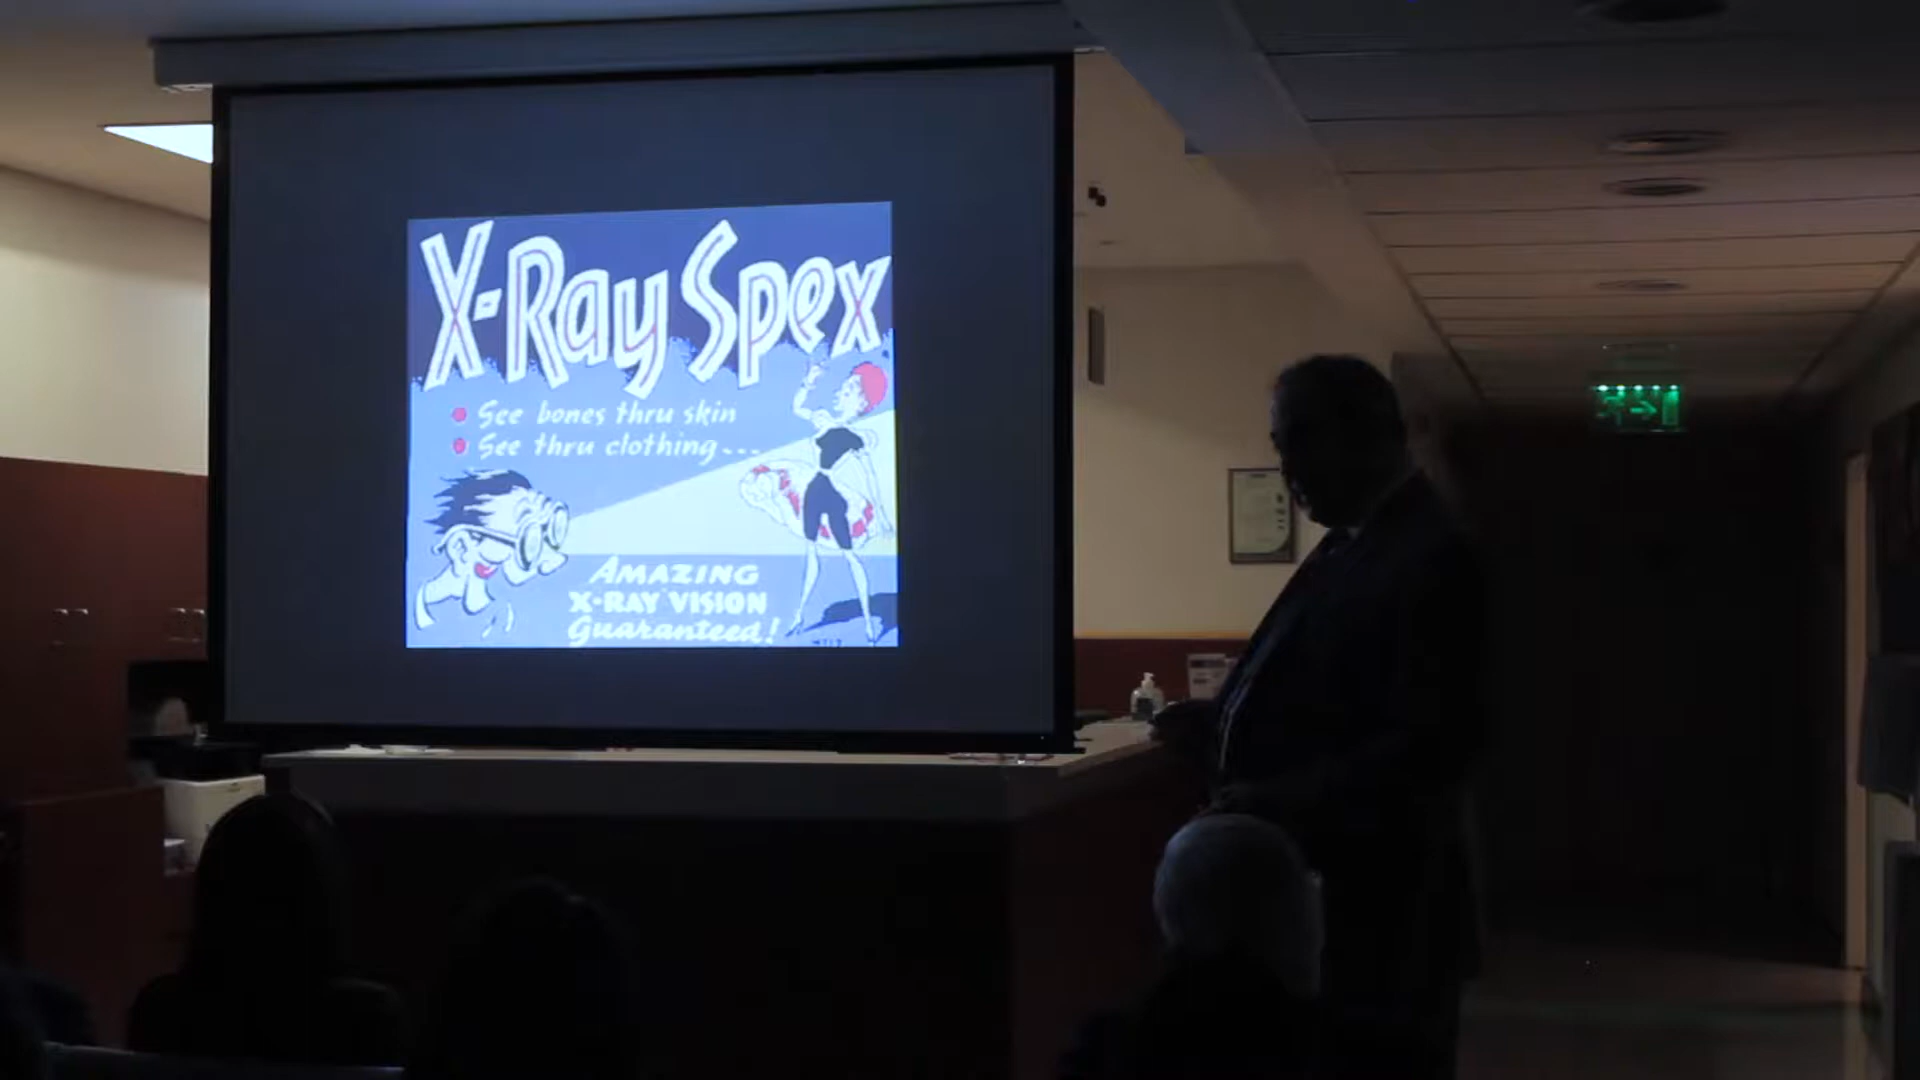 X-Ray Spex
See bones thru skin
See thru clothing---
AMAZING
X-RAY VISION
Guaranteed!